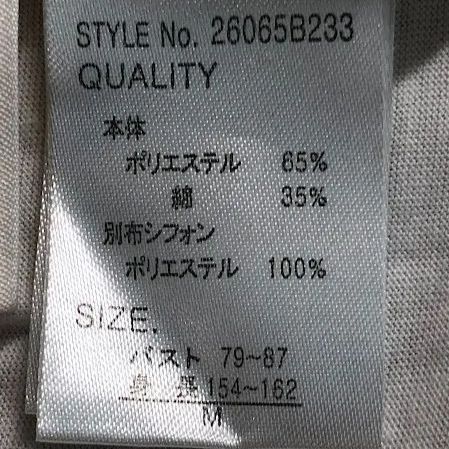 STYLE No. 26065B233
QUALITY
本体
ポリエステル 65%
綿 35%
別布シフォン
ポリエステル 100%
SIZE.
バスト 79~87
身長 154~162
M